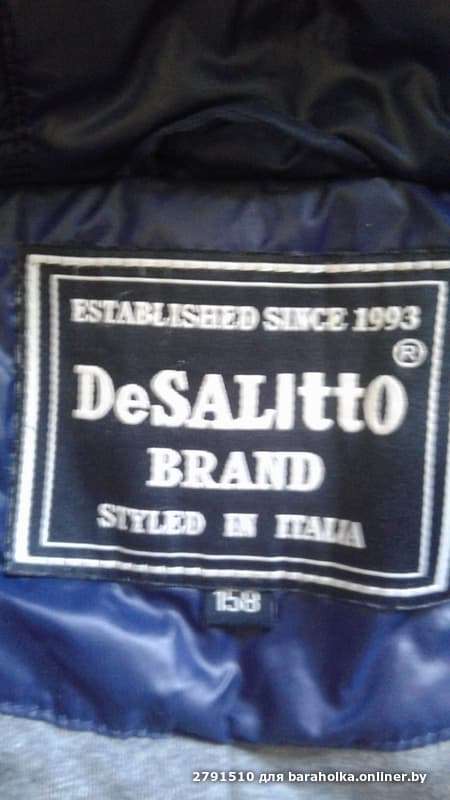 ESTABLISHED SINCE 1993
®
DeSALIttO
BRAND
STYLED IN ITALIA
158
2791510 для baraholka.onliner.by